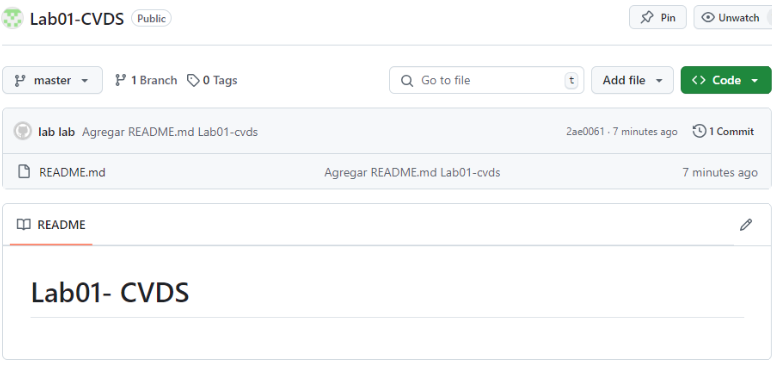 Lab01-CVDS Public Pin Unwatch
master 1 Branch 0 Tags Go to file t Add file Code
lab lab Agregar README.md Lab01-cvds 2ae0061 · 7 minutes ago 1 Commit
README.md Agregar README.md Lab01-cvds 7 minutes ago
README
Lab01- CVDS